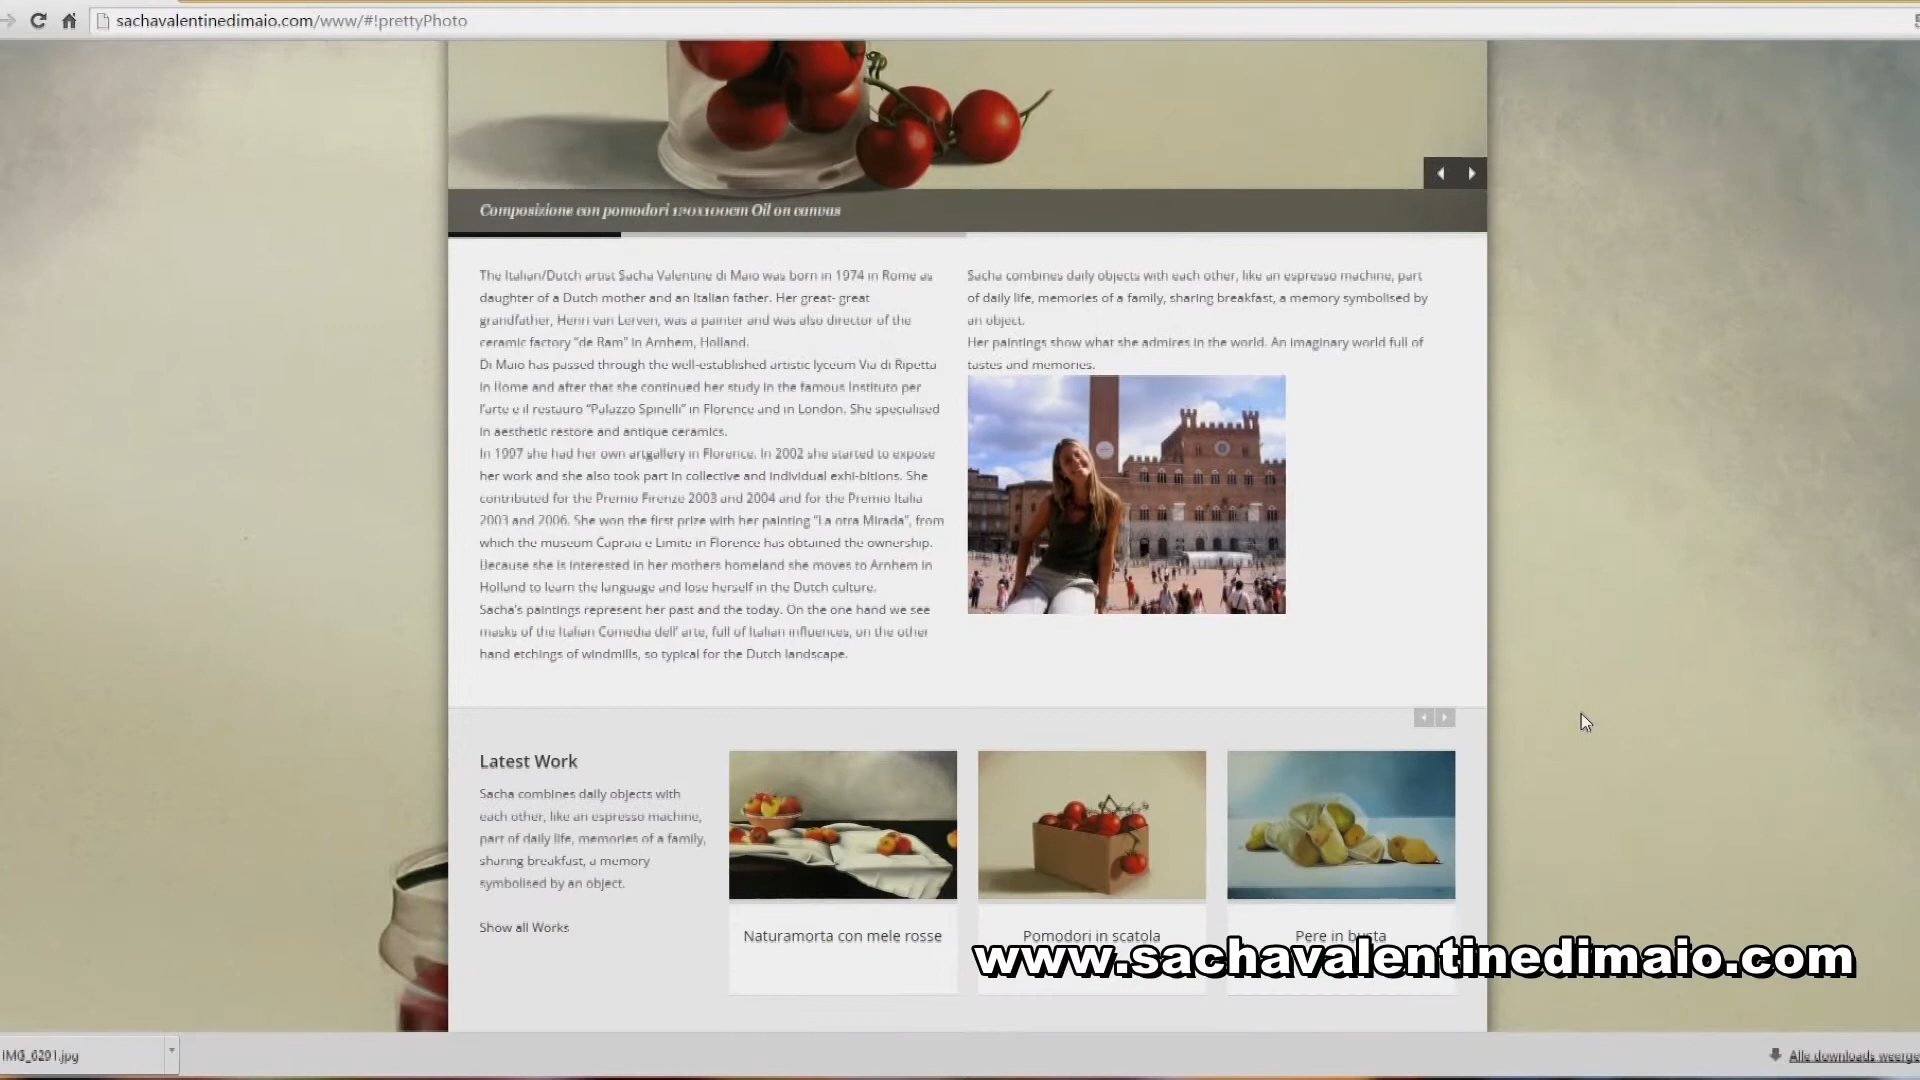 sachavalentinedimaio.com/www/#!prettyPhoto
Composizione con pomodori 120x100cm Oil on canvas
The Italian/Dutch artist Sacha Valentine di Maio was born in 1974 in Rome as
daughter of a Dutch mother and an Italian father. Her great- great
grandfather, Henri van Lerven, was a painter and was also director of the
ceramic factory “de Ram” in Arnhem, Holland.
Di Maio has passed through the well-established artistic lyceum Via di Ripetta
in Rome and after that she continued her study in the famous Instituto per
l’arte e il restauro “Palazzo Spinelli” in Florence and in London. She specialised
in aesthetic restore and antique ceramics.
In 1997 she had her own artgallery in Florence. In 2002 she started to expose
her work and she also took part in collective and individual exhi-bitions. She
contributed for the Premio Firenze 2003 and 2004 and for the Premio Italia
2003 and 2006. She won the first prize with her painting “La otra Mirada”, from
which the museum Capraia e Limite in Florence has obtained the ownership.
Because she is interested in her mothers homeland she moves to Arnhem in
Holland to learn the language and lose herself in the Dutch culture.
Sacha’s paintings represent her past and the today. On the one hand we see
masks of the Italian Comedia dell’ arte, full of Italian influences, on the other
hand etchings of windmills, so typical for the Dutch landscape.
Sacha combines daily objects with each other, like an espresso machine, part
of daily life, memories of a family, sharing breakfast, a memory symbolised by
an object.
Her paintings show what she admires in the world. An imaginary world full of
tastes and memories.
Latest Work
Sacha combines daily objects with
each other, like an espresso machine,
part of daily life, memories of a family,
sharing breakfast, a memory
symbolised by an object.
Show all Works
Naturamorta con mele rosse
Pomodori in scatola
Pere in busta
www.sachavalentinedimaio.com
IMG_6291.jpg
Alle downloads weerge